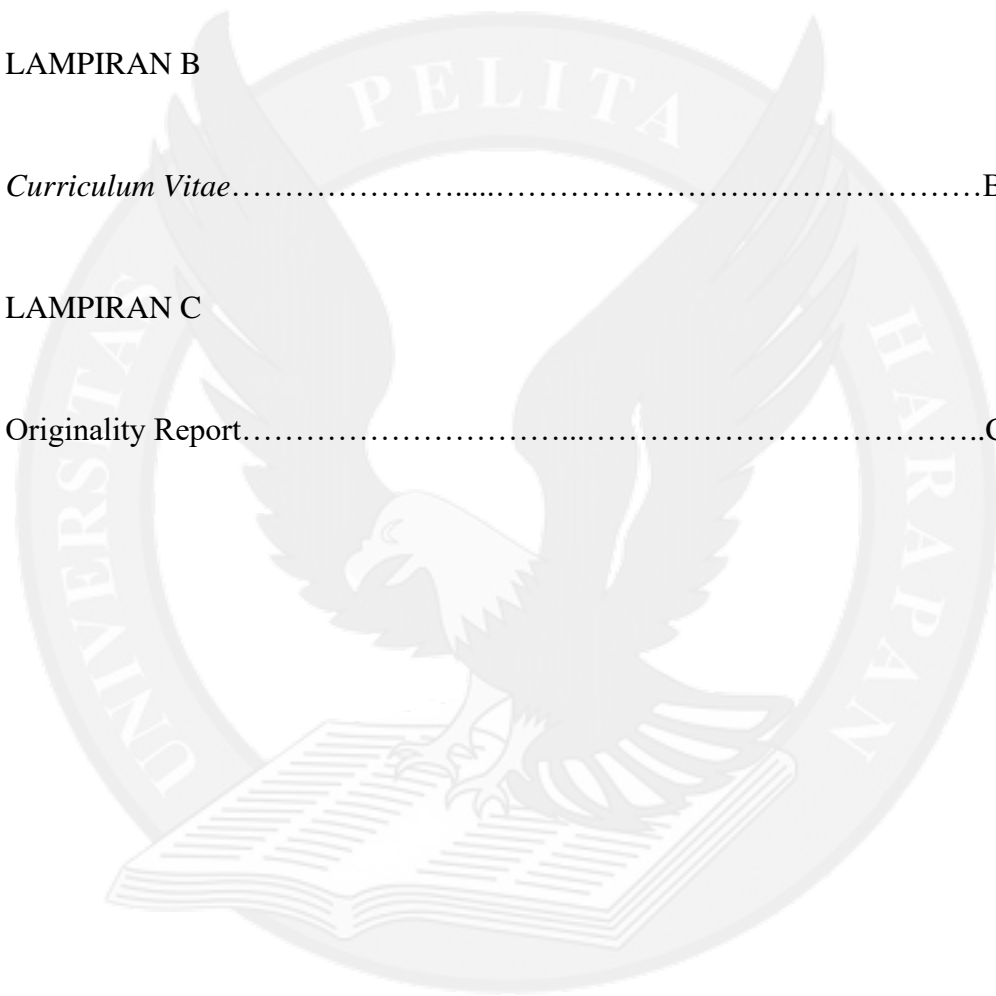 LAMPIRAN B
PELITA
Curriculum Vitae………….………….....…………………….…………………
LAMPIRAN C
UNIVERSITAS
HARAPAN
Originality Report…………………………...…………………………………..